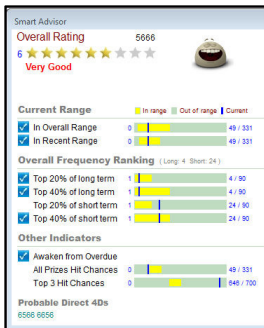 Smart Advisor
Overall Rating 5666
6
Very Good
Current Range In range Out of range Current
In Overall Range 0 49 / 331
In Recent Range 0 49 / 331
Overall Frequency Ranking ( Long: 4 Short: 24 )
Top 20% of long term 1 4 / 90
Top 40% of long term 1 4 / 90
Top 20% of short term 1 24 / 90
Top 40% of short term 1 24 / 90
Other Indicators
Awaken from Overdue
All Prizes Hit Chances 0 49 / 331
Top 3 Hit Chances 0 646 / 700
Probable Direct 4Ds
6566 6656